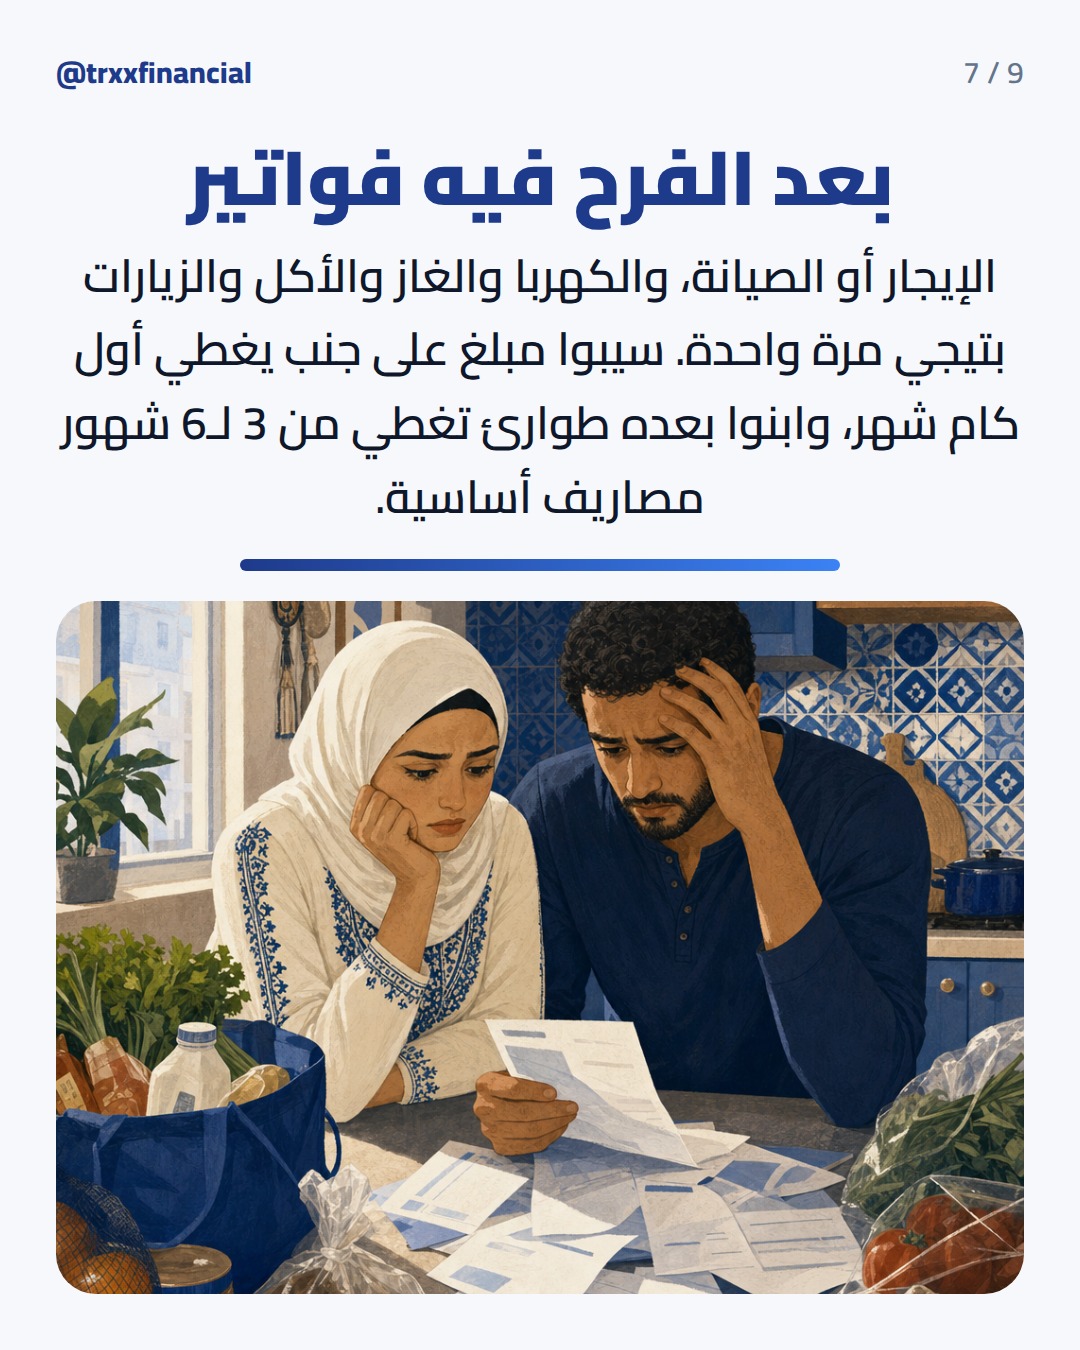 @trxxfinancial
7 / 9
بعد الفرح فيه فواتير
الإيجار أو الصيانة، والكهربا والغاز والأكل والزيارات
بتيجي مرة واحدة. سيبوا مبلغ على جنب يغطي أول
كام شهر، وابنوا بعده طوارئ تغطي من 3 لـ6 شهور
مصاريف أساسية.